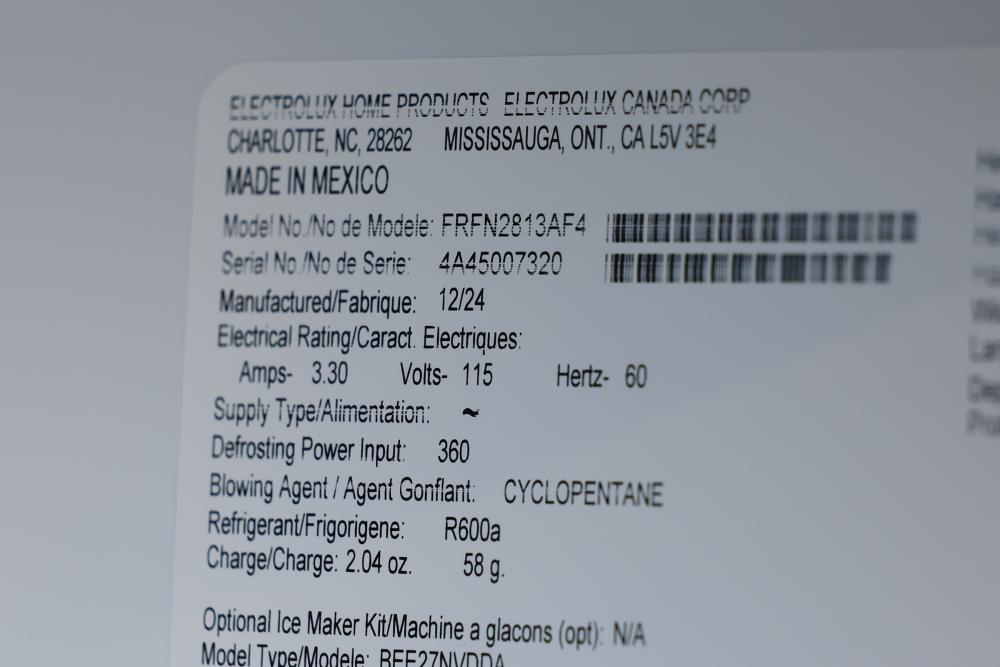 ELECTROLUX HOME PRODUCTS ELECTROLUX CANADA CORP.
CHARLOTTE, NC, 28262 MISSISSAUGA, ONT., CA L5V 3E4
MADE IN MEXICO
Model No./No de Modele: FRFN2813AF4
Serial No./No de Serie: 4A45007320
Manufactured/Fabrique: 12/24
Electrical Rating/Caract. Electriques:
Amps- 3.30 Volts- 115 Hertz- 60
Supply Type/Alimentation: ~
Defrosting Power Input: 360
Blowing Agent / Agent Gonflant: CYCLOPENTANE
Refrigerant/Frigorigene: R600a
Charge/Charge: 2.04 oz. 58 g.
Optional Ice Maker Kit/Machine a glacons (opt): N/A
Model Type/Modele: